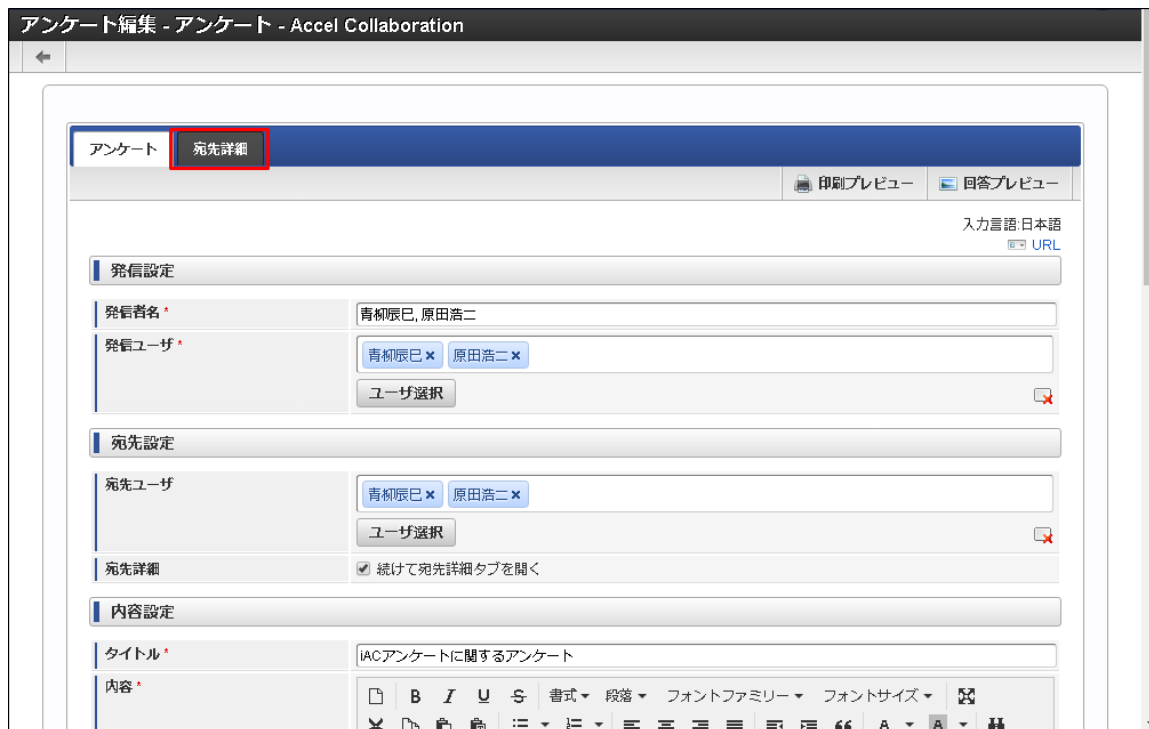 アンケート編集 - アンケート - Accel Collaboration
アンケート 宛先詳細
印刷プレビュー 回答プレビュー
入力言語:日本語
URL
発信設定
発信者名 *
青柳辰巳, 原田浩二
発信ユーザ *
青柳辰巳 × 原田浩二 ×
ユーザ選択
宛先設定
宛先ユーザ
青柳辰巳 × 原田浩二 ×
ユーザ選択
宛先詳細
続けて宛先詳細タブを開く
内容設定
タイトル *
iACアンケートに関するアンケート
内容 *
B I U S 書式 段落 フォントファミリー フォントサイズ
A A